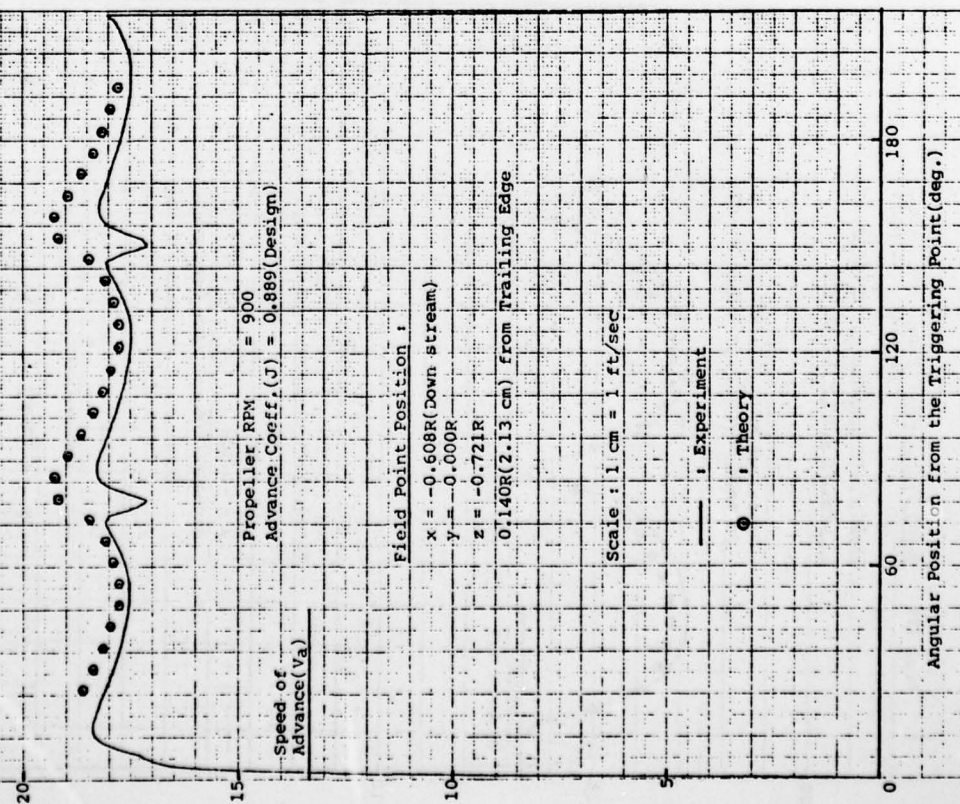 20
15
10
5
0
60
120
180
Propeller RPM = 900
Advance Coeff.(J) = 0.889(Design)
Speed of
Advance(Va)
Field Point Position :
x = -0.608R(Down stream)
y = 0.000R
z = -0.721R
0.140R(2.13 cm) from Trailing Edge
Scale : 1 cm = 1 ft/sec
: Experiment
: Theory
Angular Position from the Triggering Point(deg.)